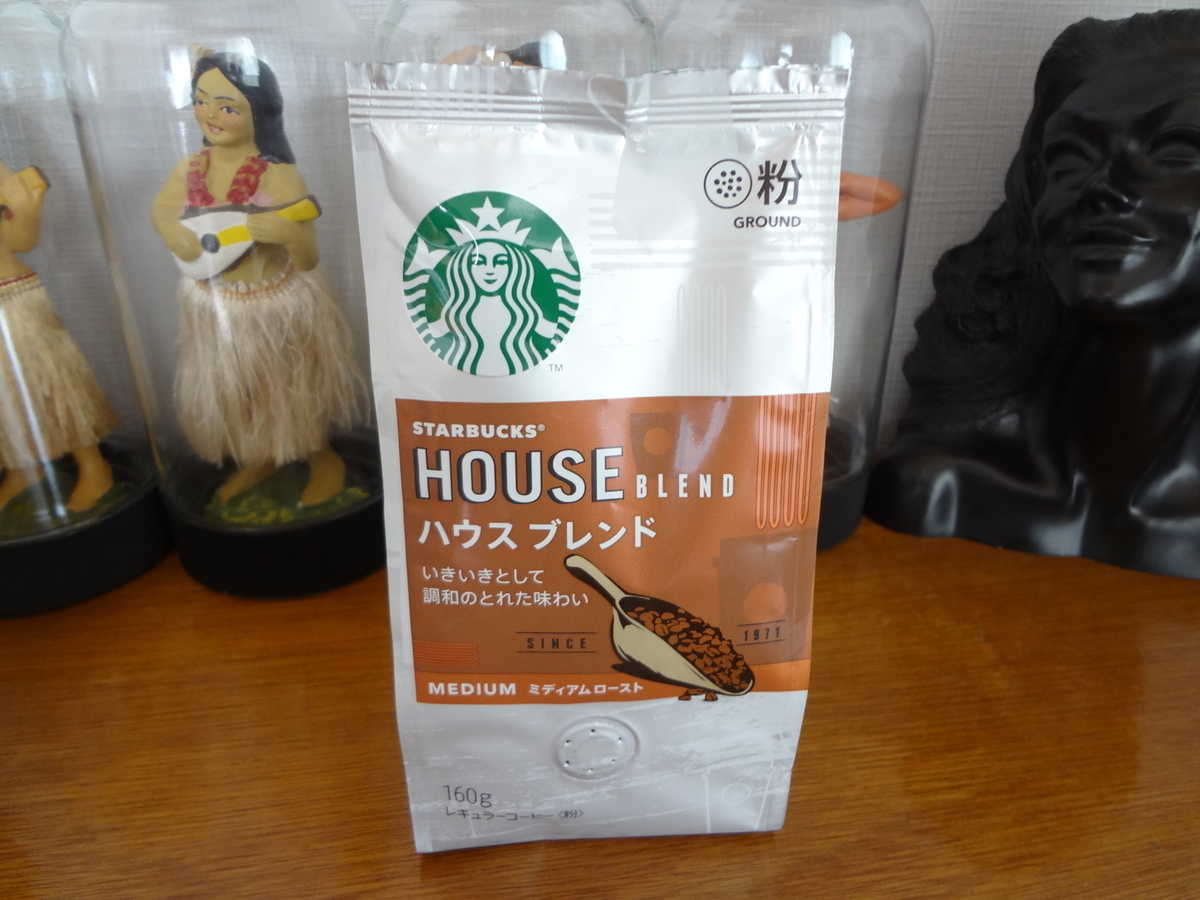 粉
GROUND
TM
STARBUCKS®
HOUSE BLEND
ハウス ブレンド
いきいきとして
調和のとれた味わい
SINCE 1971
MEDIUM ミディアムロースト
160g
レギュラーコーヒー〈粉〉